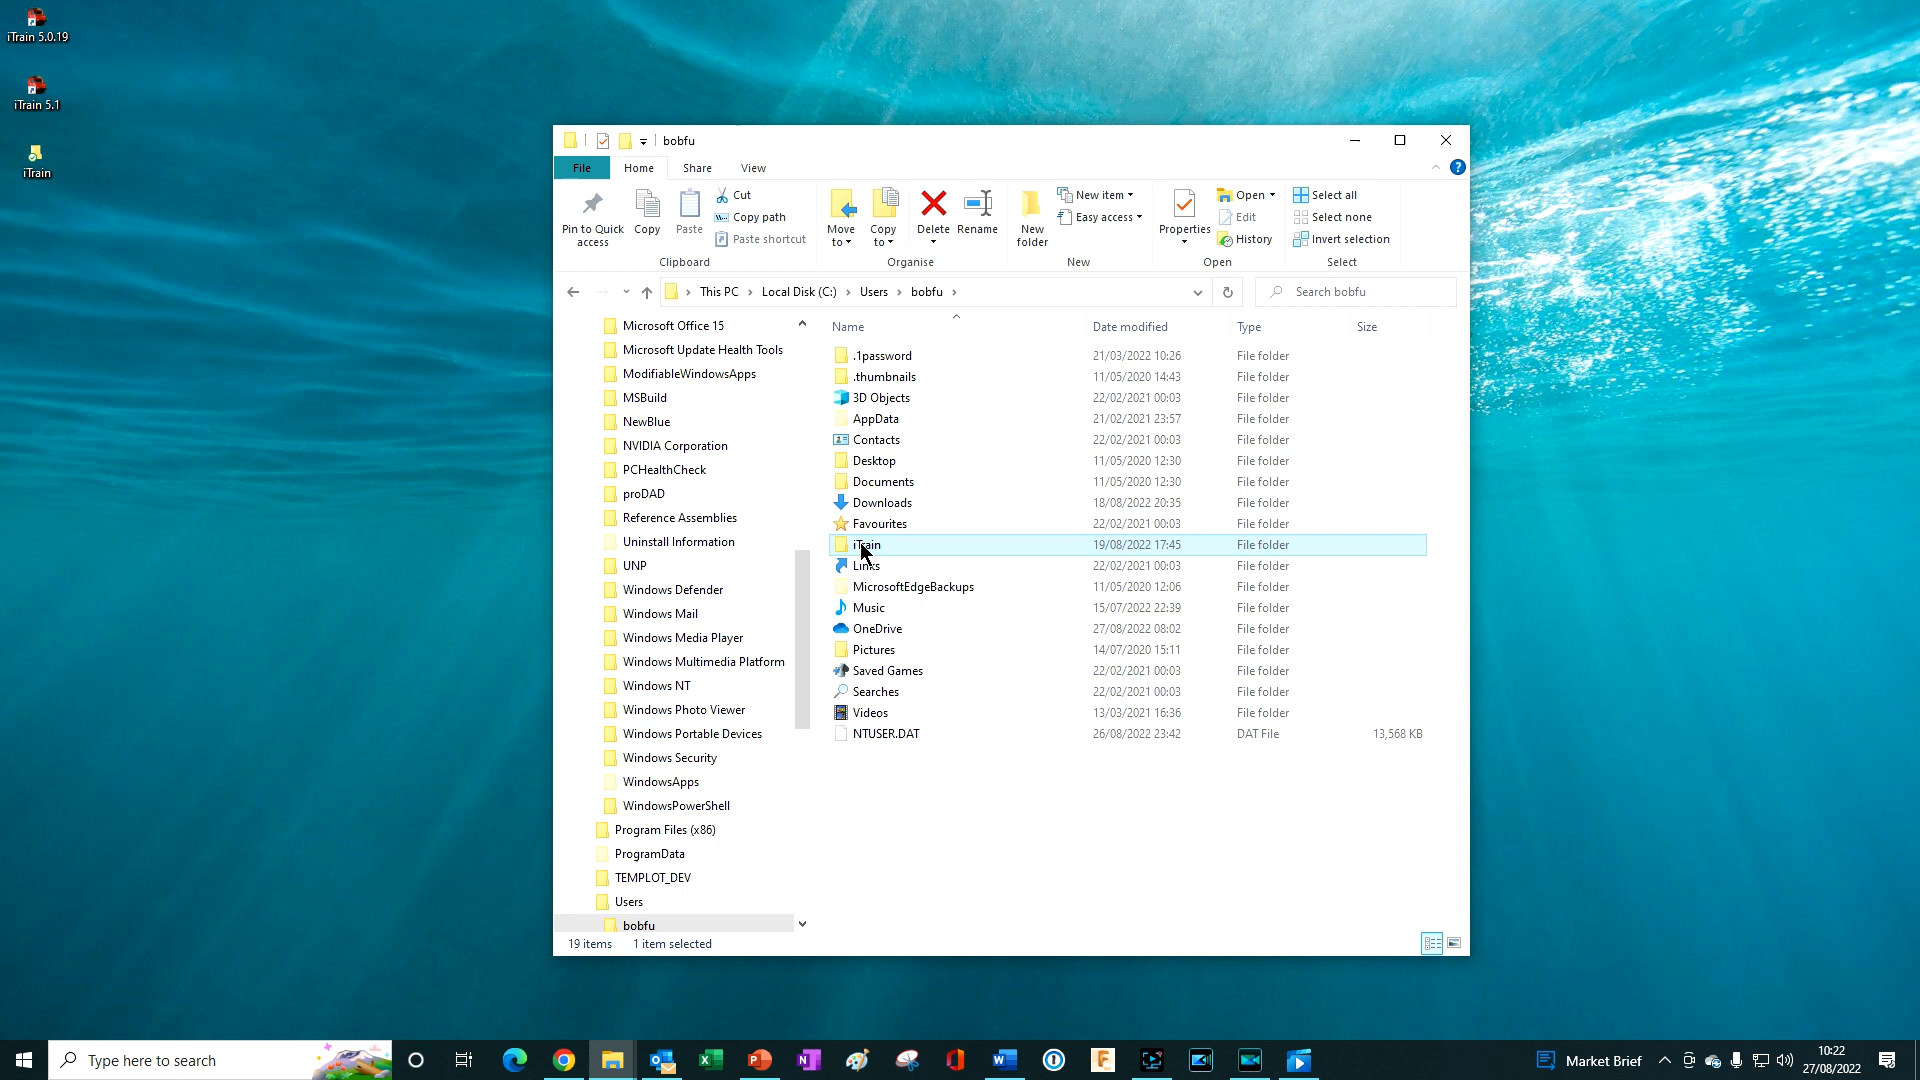 iTrain 5.0.19
iTrain 5.1
iTrain
bobfu
File
Home
Share
View
Pin to Quick
access
Copy
Paste
Cut
Copy path
Paste shortcut
Clipboard
Move
to
Copy
to
Delete
Rename
Organise
New
folder
New item
Easy access
New
Properties
Open
Edit
History
Open
Select all
Select none
Invert selection
Select
This PC > Local Disk (C:) > Users > bobfu >
Search bobfu
Microsoft Office 15
Microsoft Update Health Tools
ModifiableWindowsApps
MSBuild
NewBlue
NVIDIA Corporation
PCHealthCheck
proDAD
Reference Assemblies
Uninstall Information
UNP
Windows Defender
Windows Mail
Windows Media Player
Windows Multimedia Platform
Windows NT
Windows Photo Viewer
Windows Portable Devices
Windows Security
WindowsApps
WindowsPowerShell
Program Files (x86)
ProgramData
TEMPLOT_DEV
Users
bobfu
Name Date modified Type Size
.1password 21/03/2022 10:26 File folder
.thumbnails 11/05/2020 14:43 File folder
3D Objects 22/02/2021 00:03 File folder
AppData 21/02/2021 23:57 File folder
Contacts 22/02/2021 00:03 File folder
Desktop 11/05/2020 12:30 File folder
Documents 11/05/2020 12:30 File folder
Downloads 18/08/2022 20:35 File folder
Favourites 22/02/2021 00:03 File folder
iTrain 19/08/2022 17:45 File folder
Links 22/02/2021 00:03 File folder
MicrosoftEdgeBackups 11/05/2020 12:06 File folder
Music 15/07/2022 22:39 File folder
OneDrive 27/08/2022 08:02 File folder
Pictures 14/07/2020 15:11 File folder
Saved Games 22/02/2021 00:03 File folder
Searches 22/02/2021 00:03 File folder
Videos 13/03/2021 16:36 File folder
NTUSER.DAT 26/08/2022 23:42 DAT File 13,568 KB
19 items 1 item selected
Type here to search
Market Brief
10:22
27/08/2022